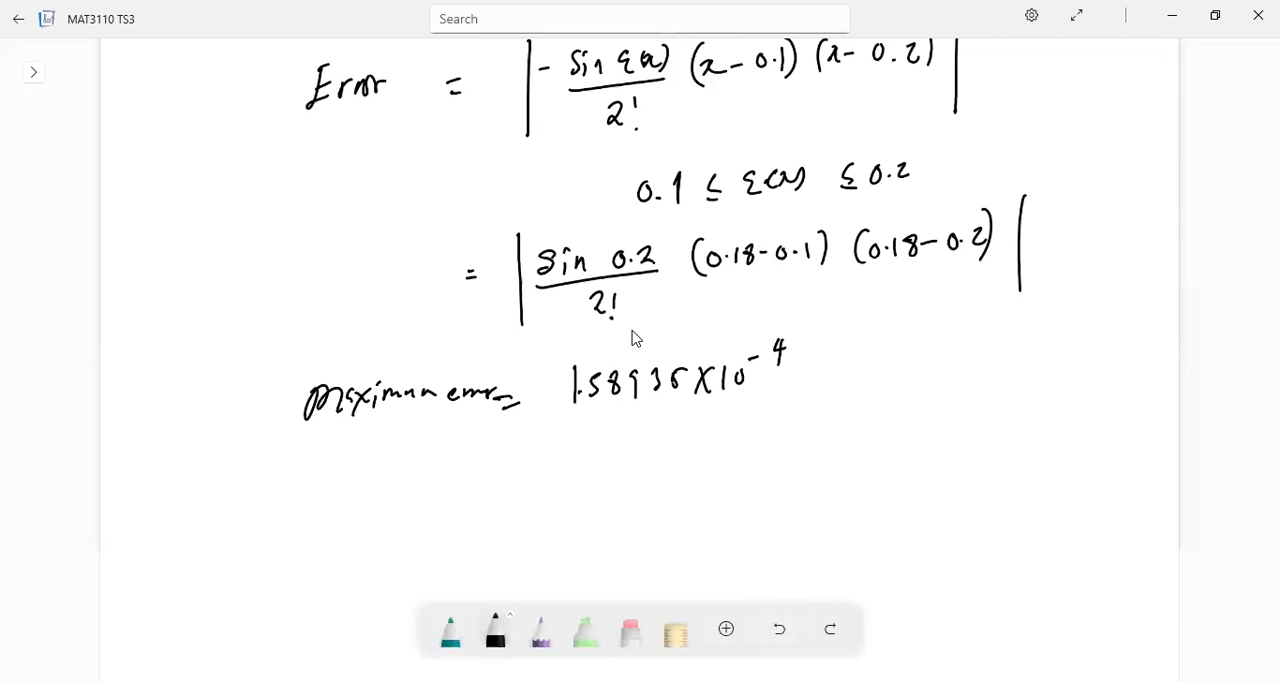 MAT3110 TS3
Search
Error = | - sin ξ(x) / 2! (x - 0.1) (x - 0.2) |
0.1 ≤ ξ(x) ≤ 0.2
= | sin 0.2 / 2! (0.18 - 0.1) (0.18 - 0.2) |
maximum error = 1.58935 × 10⁻⁴